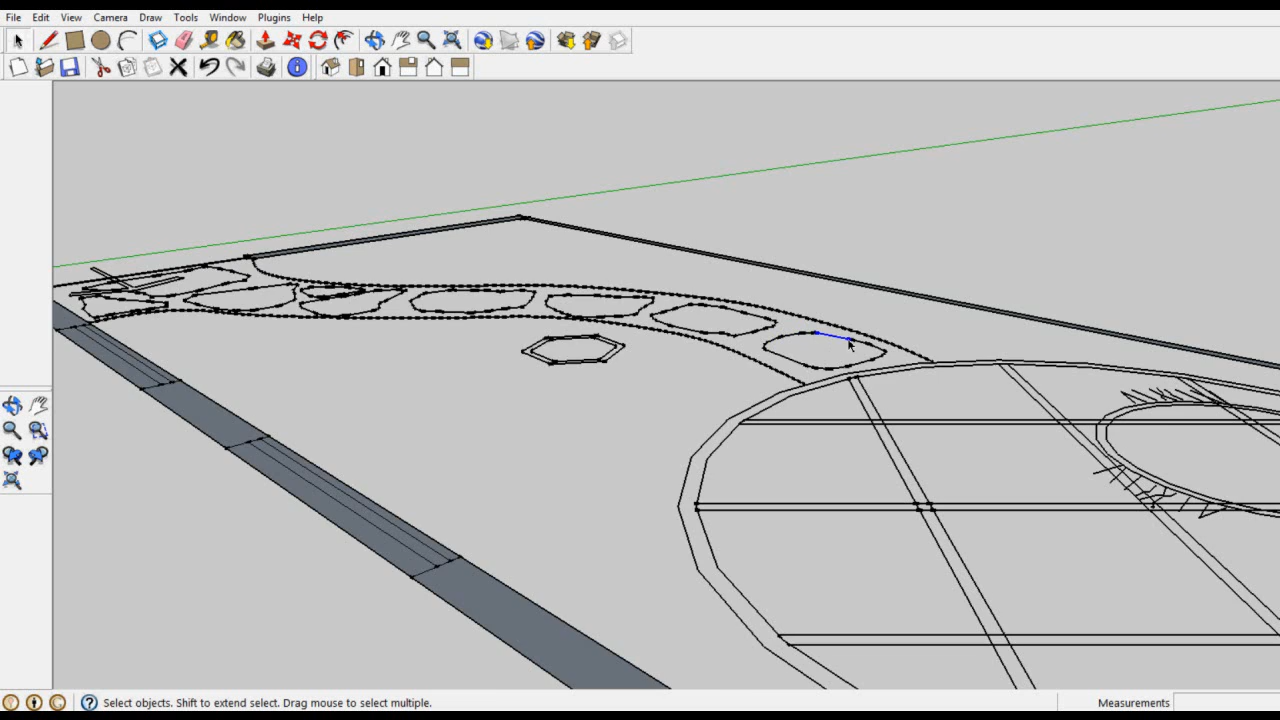 File Edit View Camera Draw Tools Window Plugins Help
Select objects. Shift to extend select. Drag mouse to select multiple.
Measurements